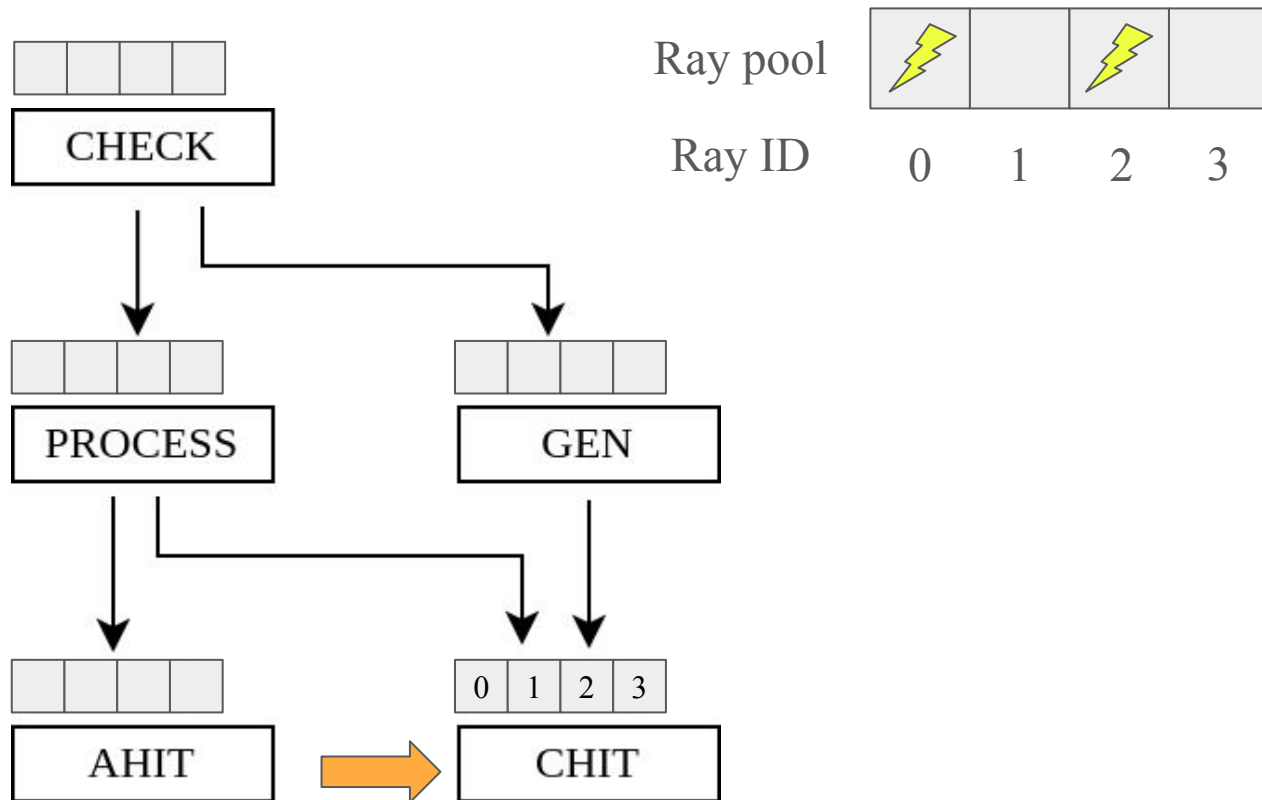 Ray pool
CHECK
Ray ID 0 1 2 3
PROCESS
GEN
0 1 2 3
AHIT
CHIT